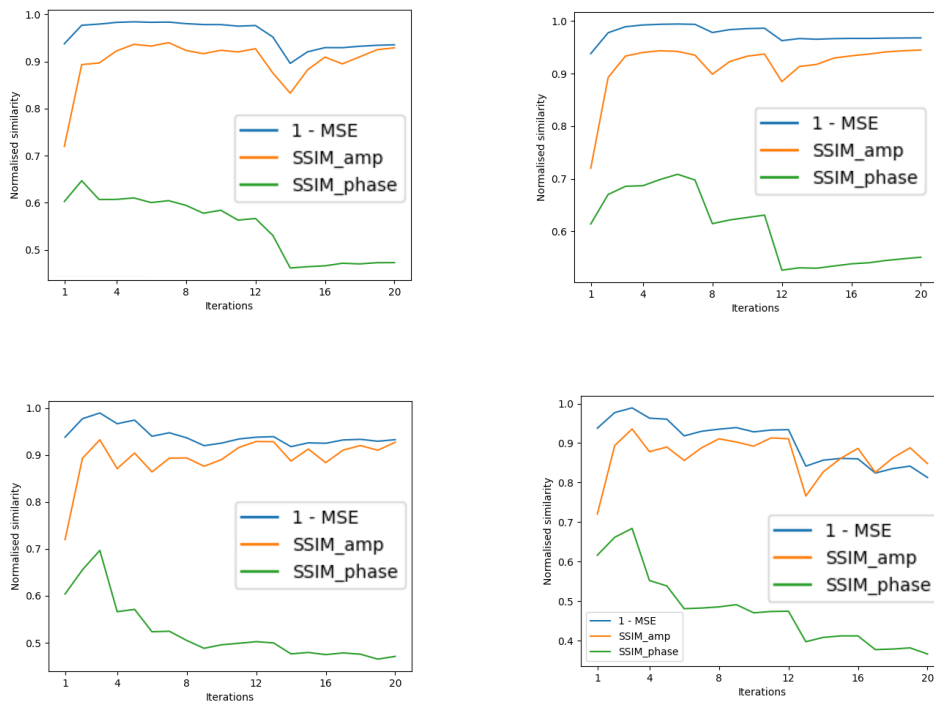 1.0
0.9
0.8
0.7
0.6
0.5
Normalised similarity
1 - MSE
SSIM_amp
SSIM_phase
1
4
8
12
16
20
Iterations
1.0
0.9
0.8
0.7
0.6
Normalised similarity
1 - MSE
SSIM_amp
SSIM_phase
1
4
8
12
16
20
Iterations
1.0
0.9
0.8
0.7
0.6
0.5
Normalised similarity
1 - MSE
SSIM_amp
SSIM_phase
1
4
8
12
16
20
Iterations
1.0
0.9
0.8
0.7
0.6
0.5
0.4
Normalised similarity
1 - MSE
SSIM_amp
SSIM_phase
1 - MSE
SSIM_amp
SSIM_phase
1
4
8
12
16
20
Iterations